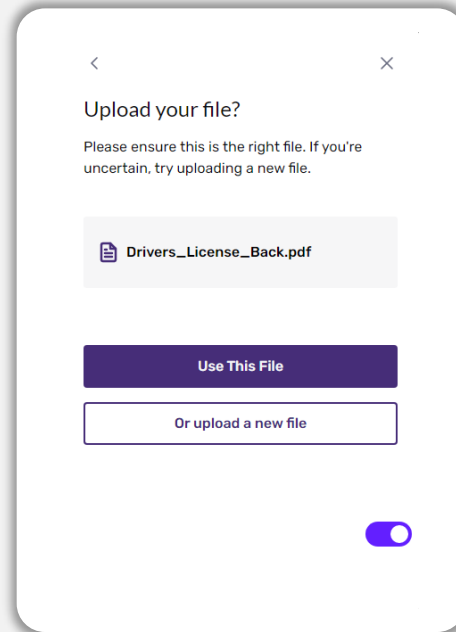 Upload your file?
Please ensure this is the right file. If you're
uncertain, try uploading a new file.
Drivers_License_Back.pdf
Use This File
Or upload a new file